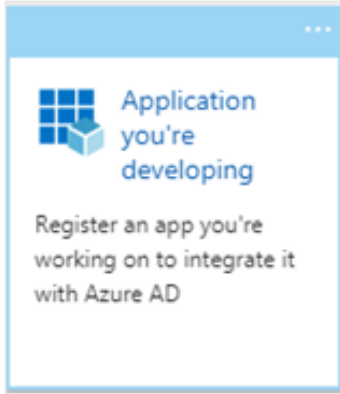 Application
you're
developing
Register an app you're
working on to integrate it
with Azure AD